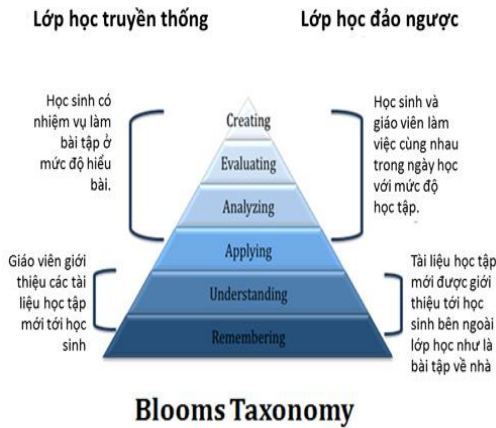 Lớp học truyền thống
Lớp học đảo ngược
Học sinh có
nhiệm vụ làm
bài tập ở
mức độ hiểu
bài.
Giáo viên giới
thiệu các tài
liệu học tập
mới tới học
sinh
Creating
Evaluating
Analyzing
Applying
Understanding
Remembering
Học sinh và
giáo viên làm
việc cùng nhau
trong ngày học
với mức độ
học tập.
Tài liệu học tập
mới được giới
thiệu tới học
sinh bên ngoài
lớp học như là
bài tập về nhà
Blooms Taxonomy